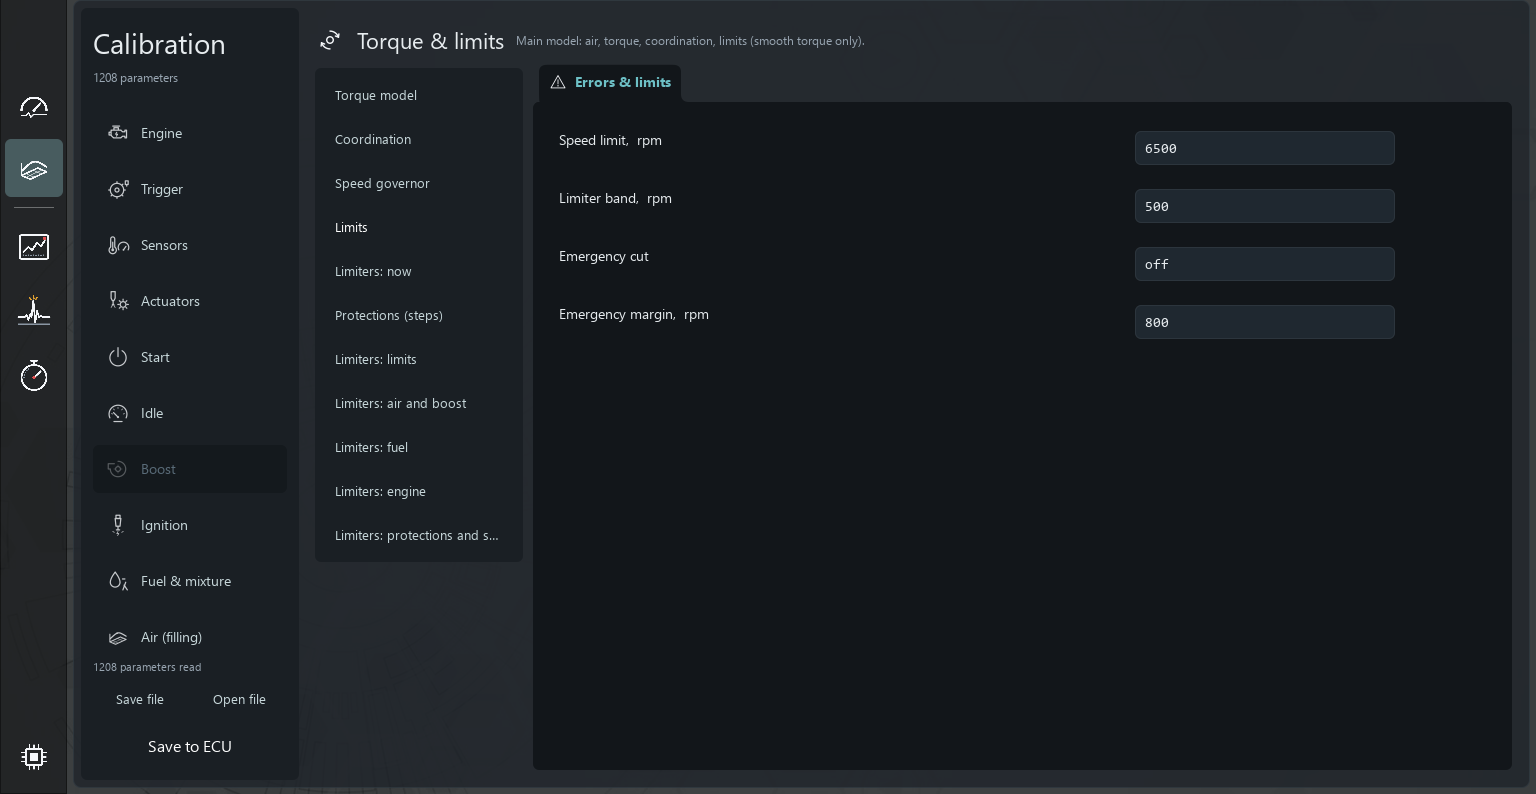 Calibration
1208 parameters
Engine
Trigger
Sensors
Actuators
Start
Idle
Boost
Ignition
Fuel & mixture
Air (filling)
1208 parameters read
Save file
Open file
Save to ECU
Torque & limits
Main model: air, torque, coordination, limits (smooth torque only).
Torque model
Coordination
Speed governor
Limits
Limiters: now
Protections (steps)
Limiters: limits
Limiters: air and boost
Limiters: fuel
Limiters: engine
Limiters: protections and s...
Errors & limits
Speed limit, rpm
6500
Limiter band, rpm
500
Emergency cut
off
Emergency margin, rpm
800